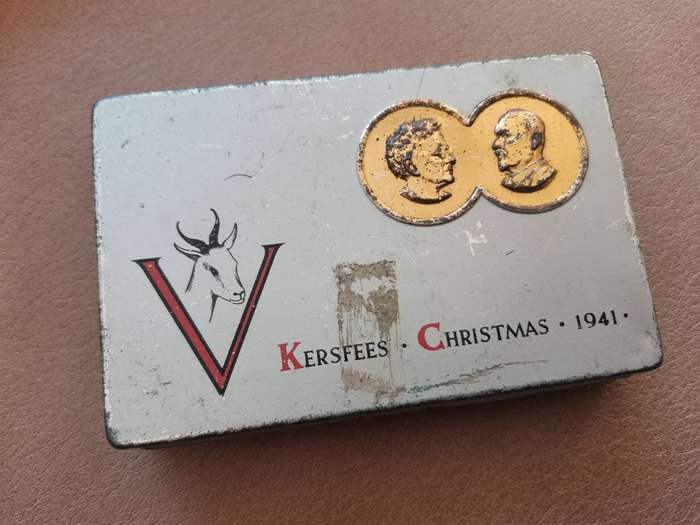 V
KERSFEES · CHRISTMAS · 1941 ·